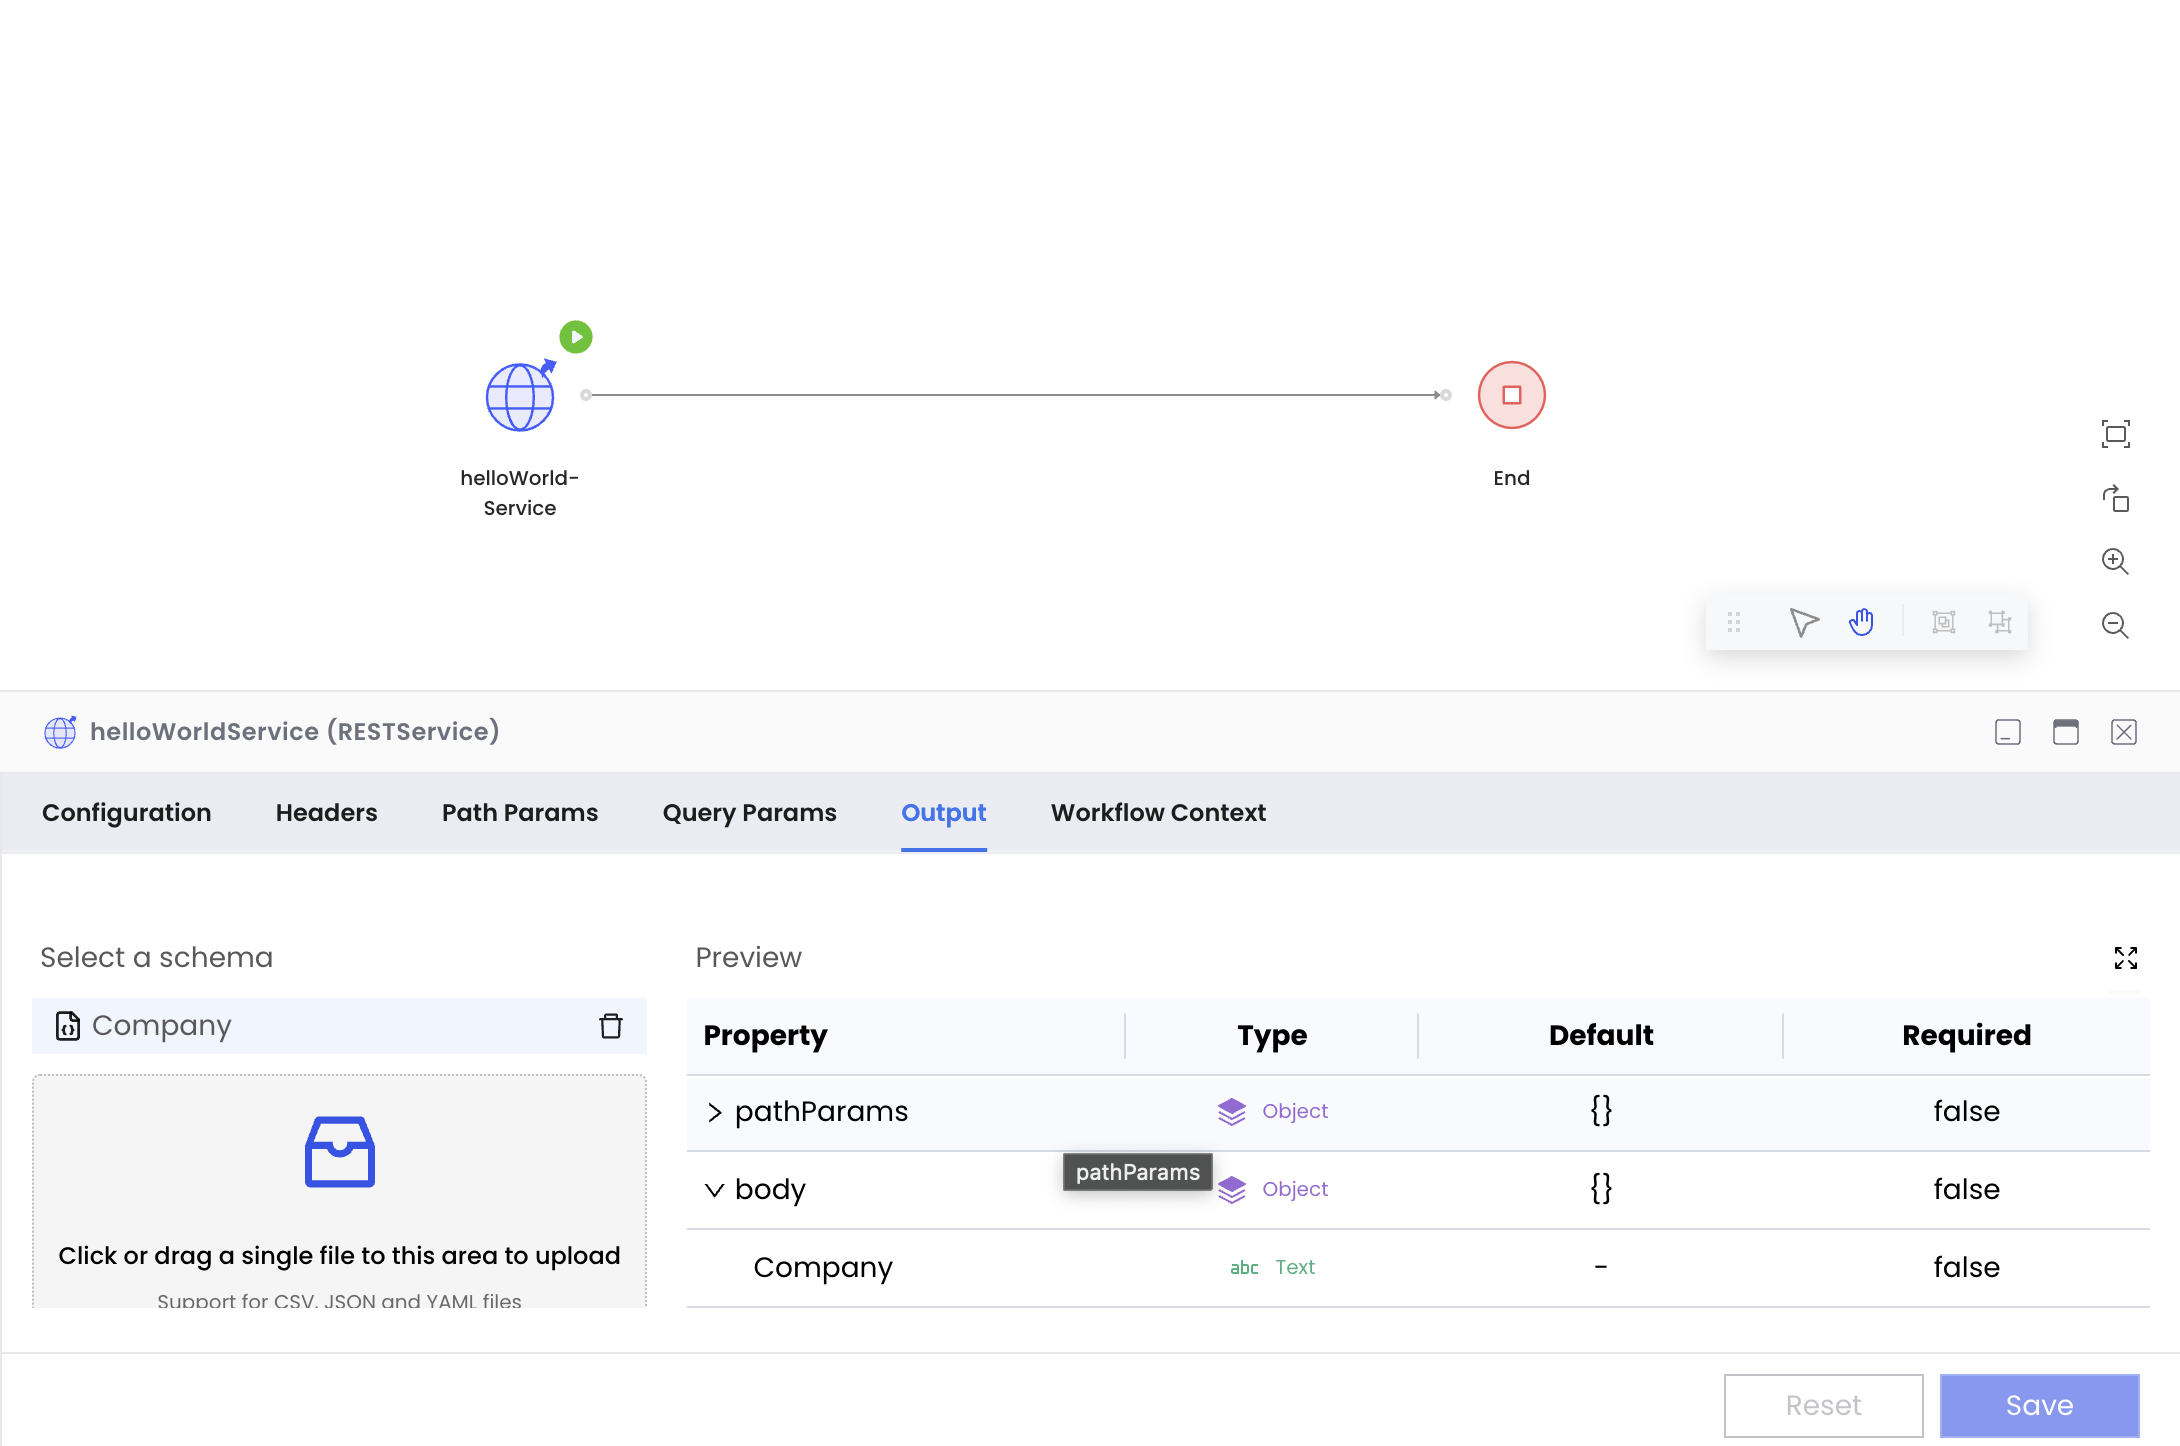 helloWorld-
Service
End
helloWorldService (RESTService)
Configuration Headers Path Params Query Params Output Workflow Context
Select a schema
Preview
Company
Click or drag a single file to this area to upload
Support for CSV, JSON and YAML files
Property Type Default Required
pathParams Object {} false
pathParams
body Object {} false
Company abc Text - false
Reset Save